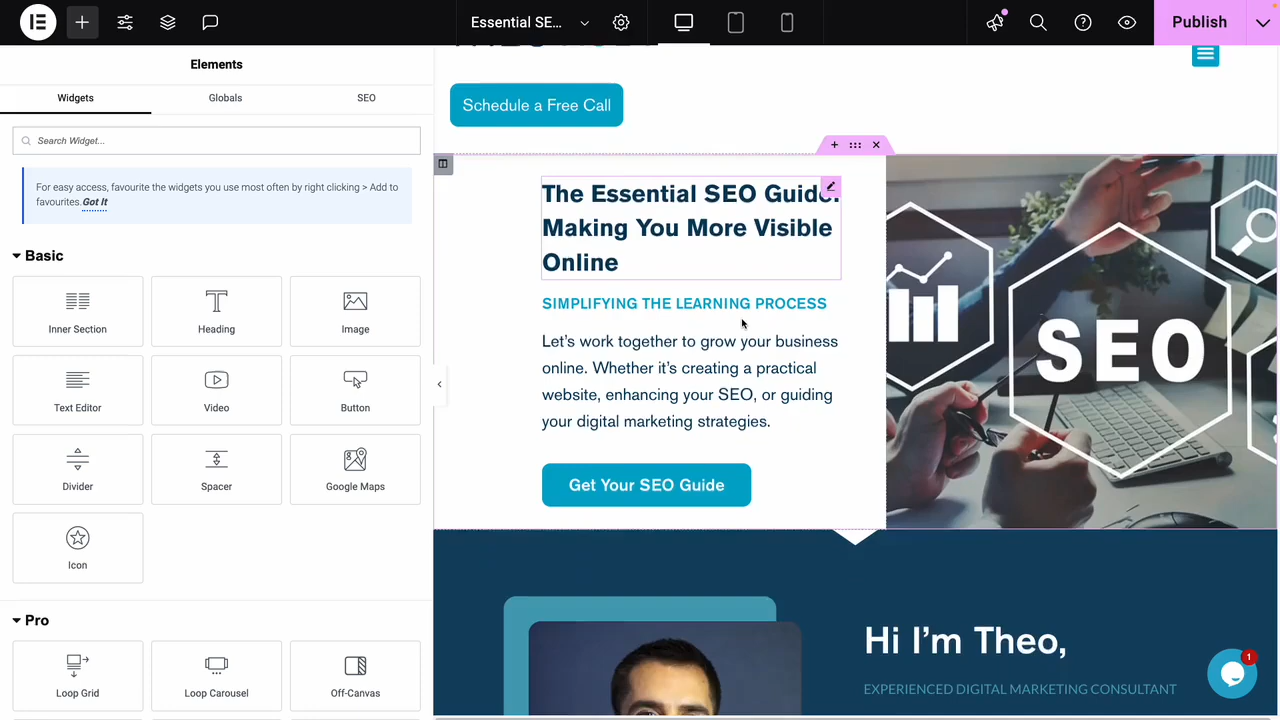 Essential SE...
Publish
Elements
Widgets
Globals
SEO
Search Widget...
For easy access, favourite the widgets you use most often by right clicking > Add to
favourites. Got It
Basic
Inner Section
Heading
Image
Text Editor
Video
Button
Divider
Spacer
Google Maps
Icon
Pro
Loop Grid
Loop Carousel
Off-Canvas
Schedule a Free Call
The Essential SEO Guide:
Making You More Visible
Online
SIMPLIFYING THE LEARNING PROCESS
Let’s work together to grow your business
online. Whether it’s creating a practical
website, enhancing your SEO, or guiding
your digital marketing strategies.
Get Your SEO Guide
SEO
Hi I’m Theo,
EXPERIENCED DIGITAL MARKETING CONSULTANT
1